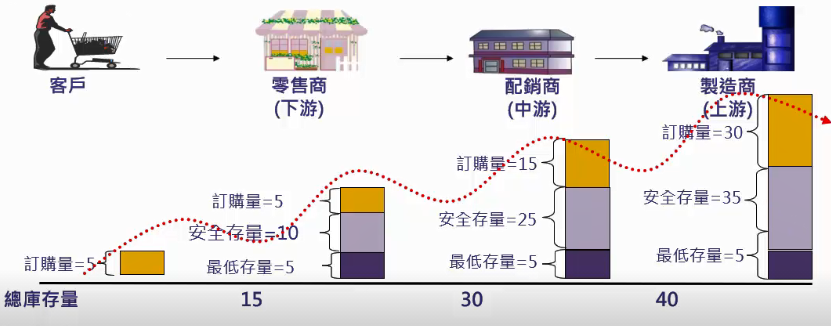 客戶
零售商
(下游)
配銷商
(中游)
製造商
(上游)
訂購量=5
訂購量=5
安全存量=10
最低存量=5
訂購量=15
安全存量=25
最低存量=5
訂購量=30
安全存量=35
最低存量=5
總庫存量 15 30 40